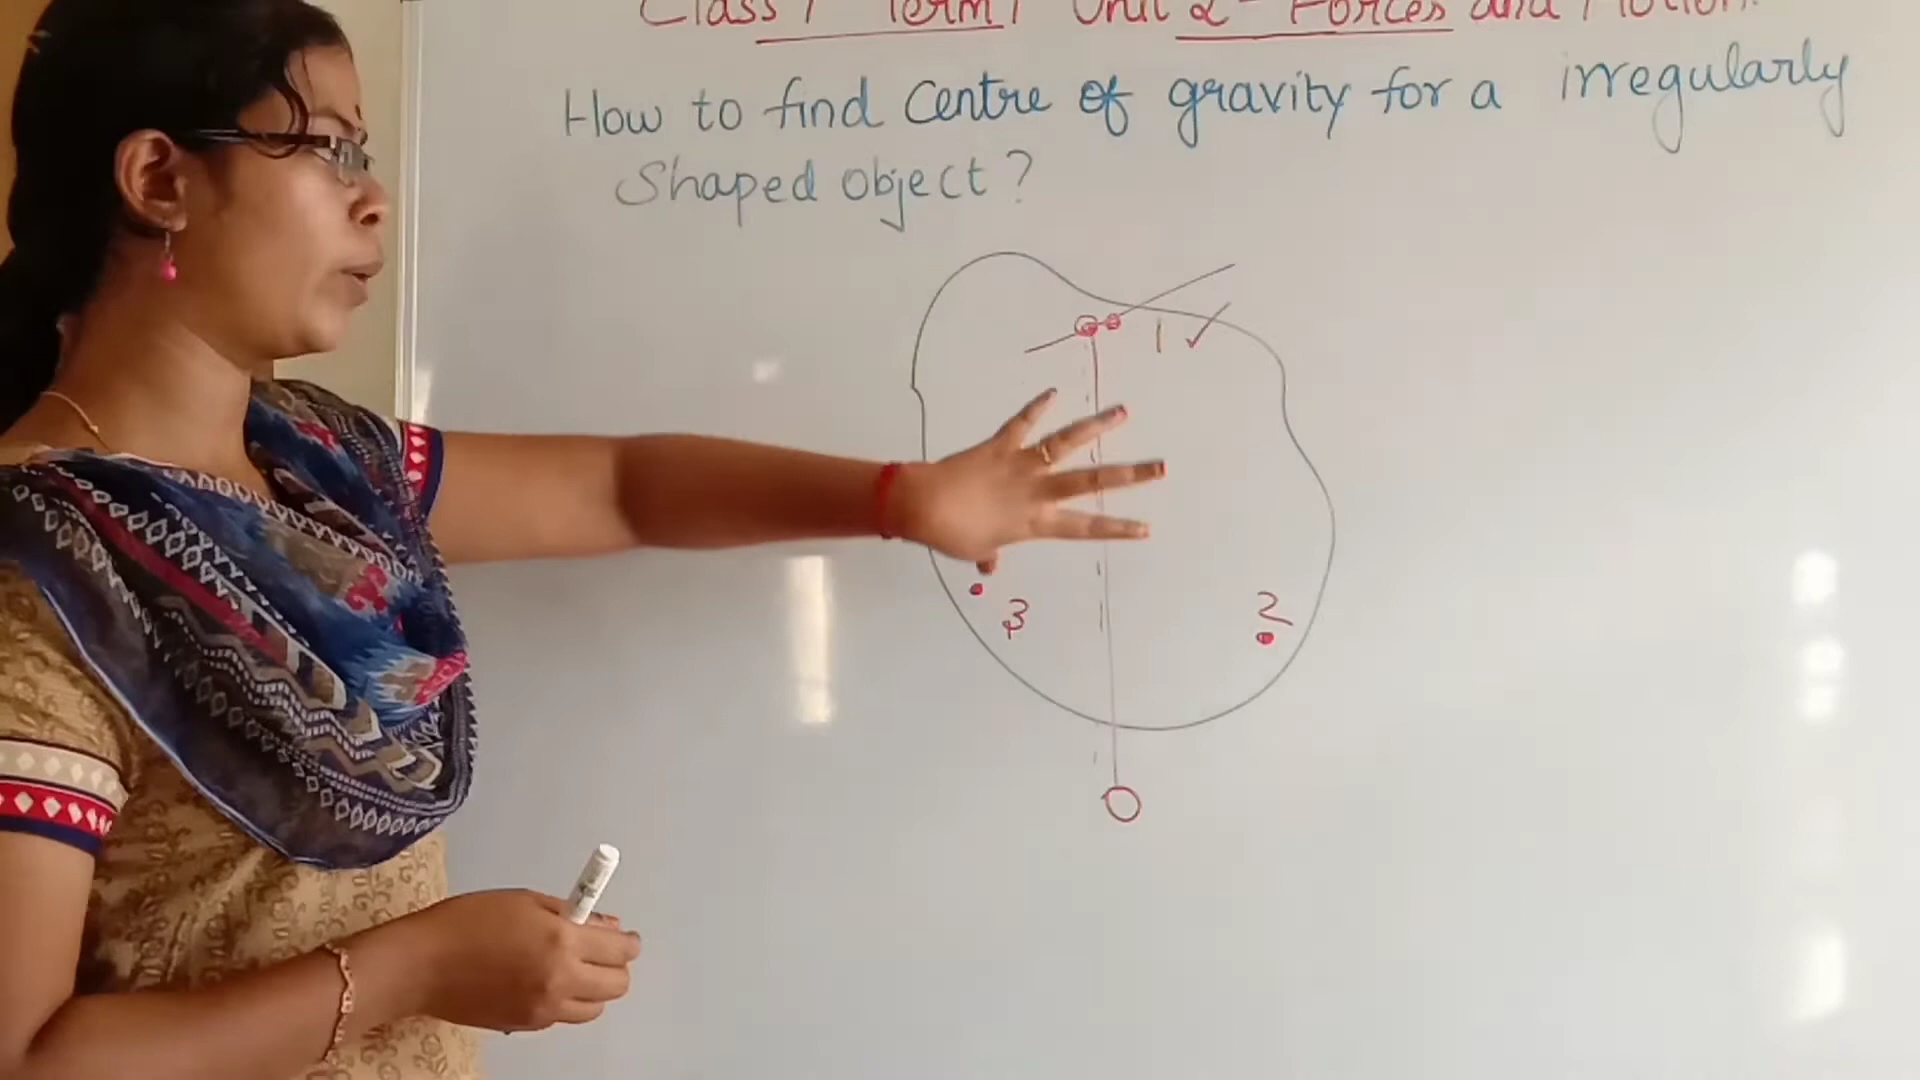 Class 7 Term 1 Unit 2 - Forces and Motion.
How to find Centre of gravity for a irregularly
Shaped object?
1 ✓
3
2